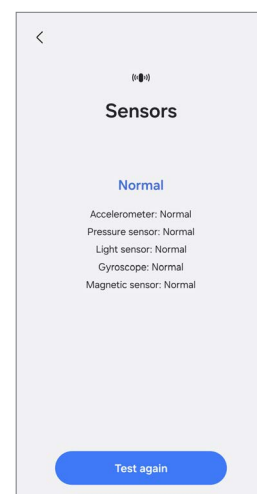 Sensors
Normal
Accelerometer: Normal
Pressure sensor: Normal
Light sensor: Normal
Gyroscope: Normal
Magnetic sensor: Normal
Test again